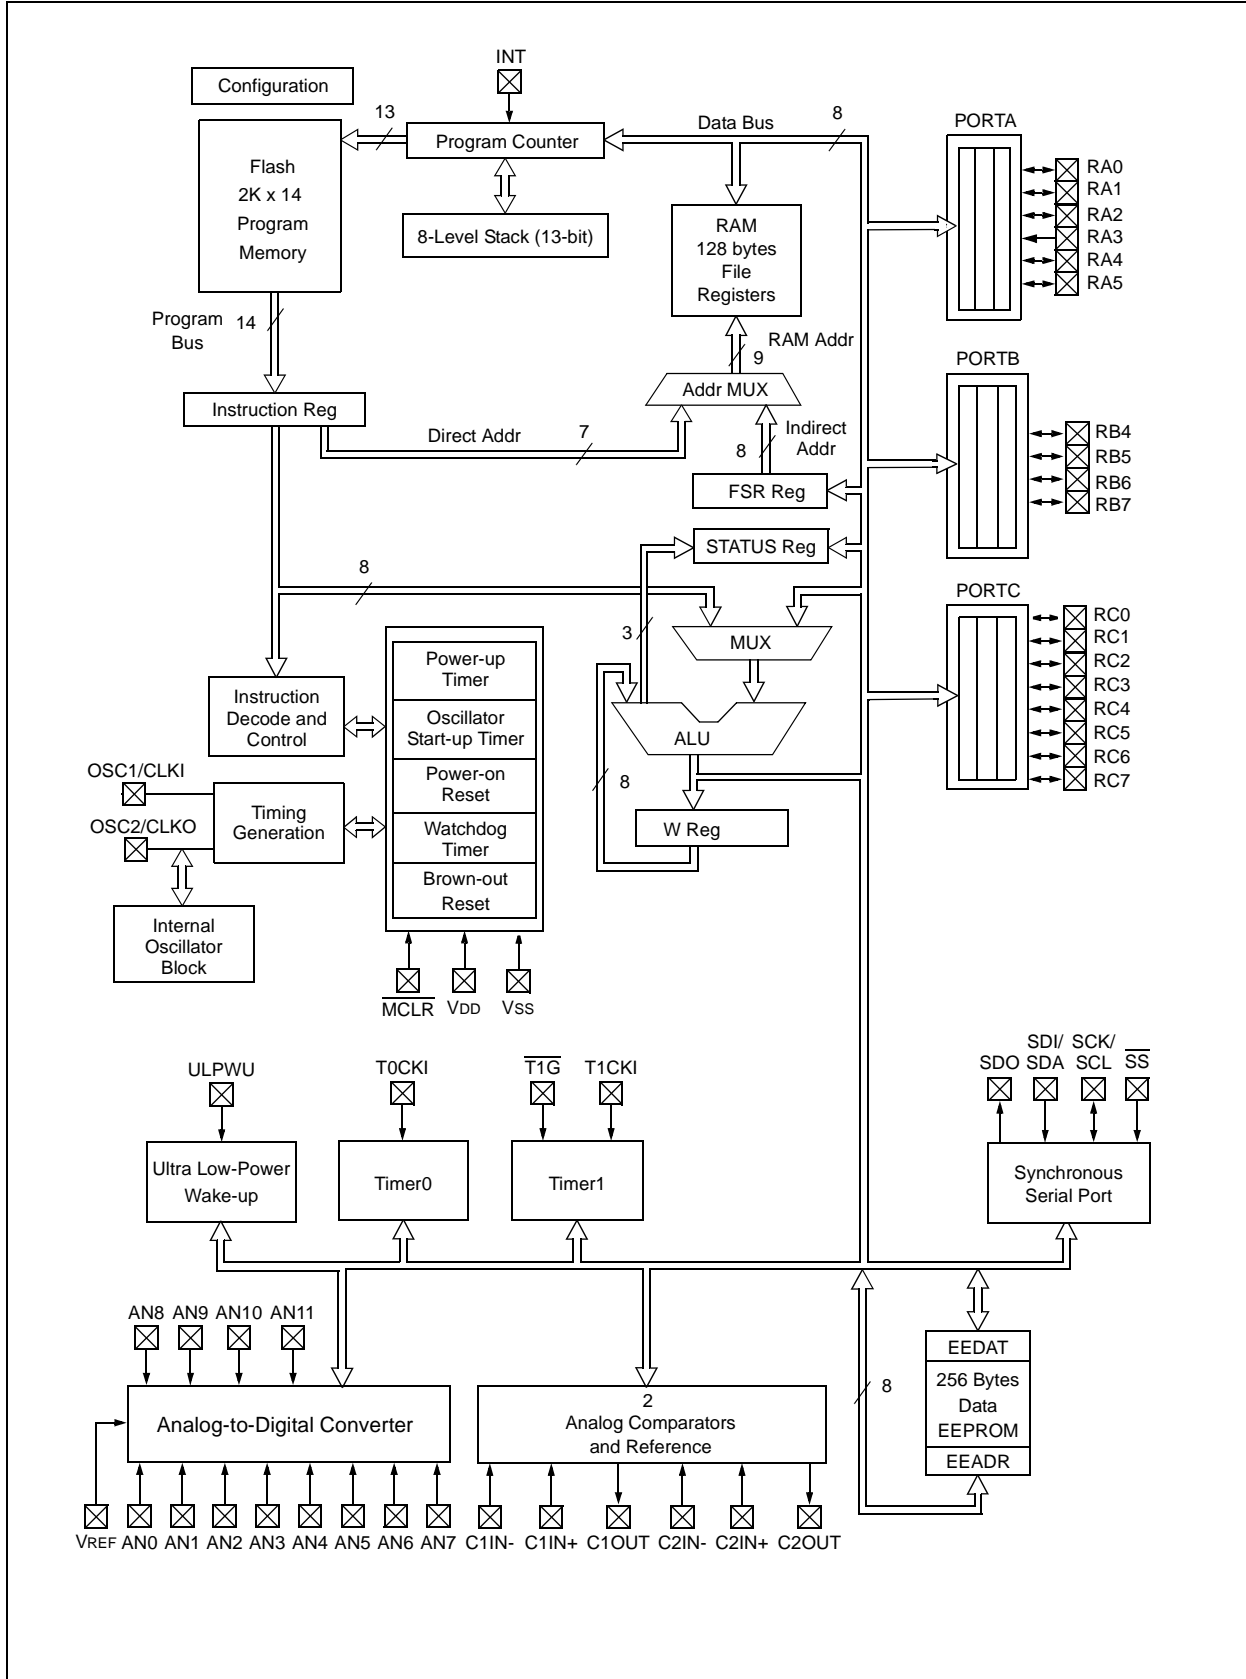 INT
Configuration
13
Program Counter
Data Bus
8
PORTA
Flash
2K x 14
Program
Memory
8-Level Stack (13-bit)
RAM
128 bytes
File
Registers
RA0
RA1
RA2
RA3
RA4
RA5
Program
Bus
14
RAM Addr
9
PORTB
Addr MUX
Instruction Reg
Direct Addr
7
Indirect
Addr
8
FSR Reg
RB4
RB5
RB6
RB7
STATUS Reg
8
PORTC
3
MUX
RC0
RC1
RC2
RC3
RC4
RC5
RC6
RC7
Power-up
Timer
Instruction
Decode and
Control
Oscillator
Start-up Timer
ALU
OSC1/CLKI
Power-on
Reset
8
OSC2/CLKO
Timing
Generation
Watchdog
Timer
W Reg
Brown-out
Reset
Internal
Oscillator
Block
MCLR
VDD
VSS
ULPWU
T0CKI
T1G
T1CKI
SDO
SDI/
SDA
SCK/
SCL
SS
Ultra Low-Power
Wake-up
Timer0
Timer1
Synchronous
Serial Port
AN8
AN9
AN10
AN11
EEDAT
256 Bytes
Data
EEPROM
EEADR
8
Analog-to-Digital Converter
2
Analog Comparators
and Reference
VREF
AN0
AN1
AN2
AN3
AN4
AN5
AN6
AN7
C1IN-
C1IN+
C1OUT
C2IN-
C2IN+
C2OUT